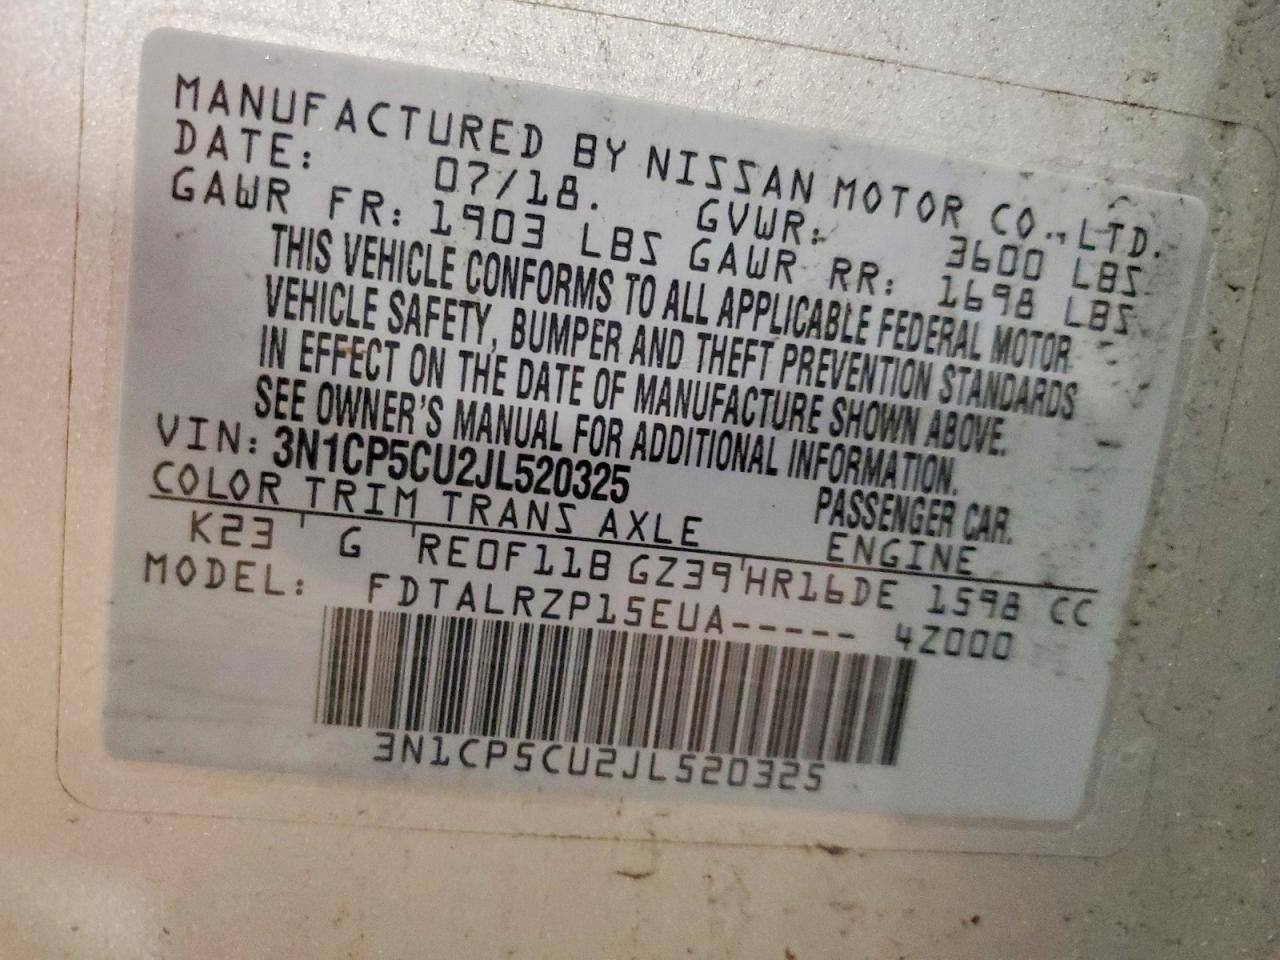 MANUFACTURED BY NISSAN MOTOR CO., LTD.
DATE: 07/18. GVWR: 3600 LBS
GAWR FR: 1903 LBS GAWR RR: 1698 LBS
THIS VEHICLE CONFORMS TO ALL APPLICABLE FEDERAL MOTOR
VEHICLE SAFETY, BUMPER AND THEFT PREVENTION STANDARDS
IN EFFECT ON THE DATE OF MANUFACTURE SHOWN ABOVE.
SEE OWNER'S MANUAL FOR ADDITIONAL INFORMATION.
VIN: 3N1CP5CU2JL520325 PASSENGER CAR.
COLOR TRIM TRANS AXLE ENGINE
K23 G RE0F11B GZ39 HR16DE 1598 CC
MODEL: FDTALRZP15EUA----- 4Z000
3N1CP5CU2JL520325